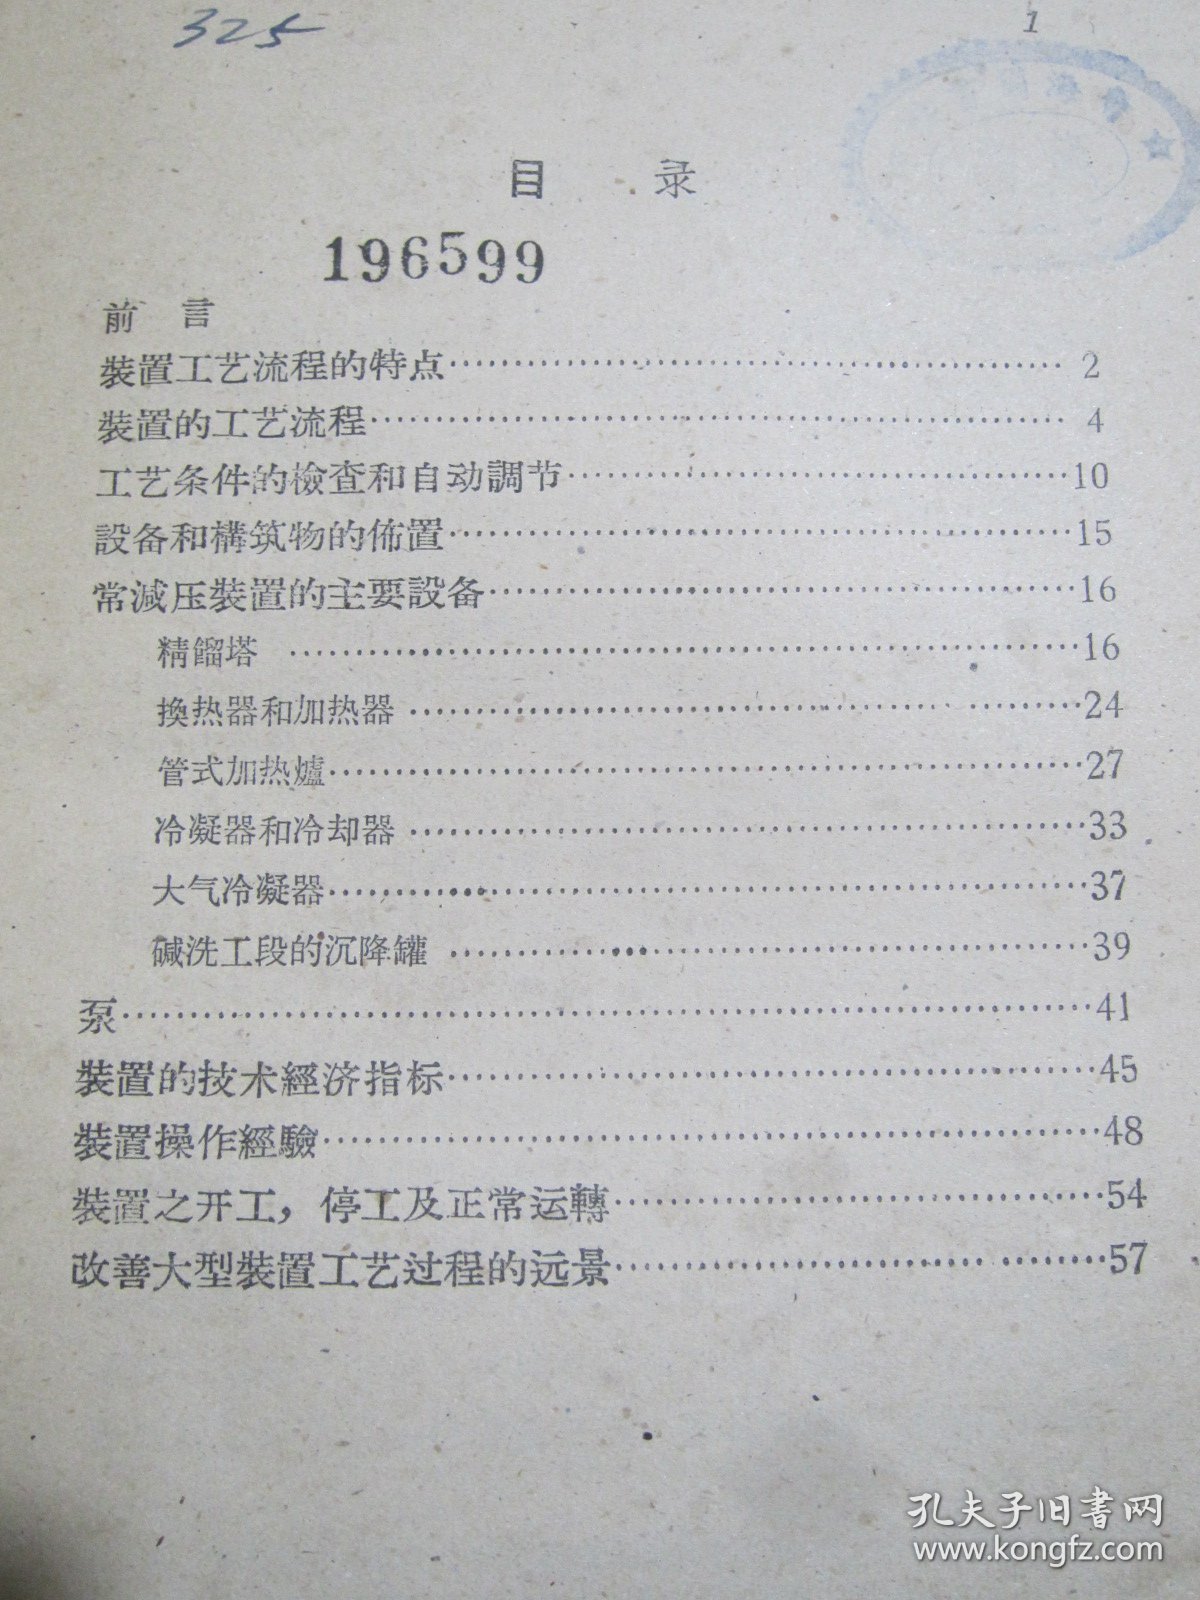 325
1
目 录
196599
前 言
裝置工艺流程的特点……2
裝置的工艺流程……4
工艺条件的檢查和自动調节……10
設备和構筑物的佈置……15
常減压裝置的主要設备……16
精餾塔……16
換热器和加热器……24
管式加热爐……27
冷凝器和冷却器……33
大气冷凝器……37
碱洗工段的沉降罐……39
泵……41
裝置的技术經济指标……45
裝置操作經驗……48
裝置之开工，停工及正常运轉……54
改善大型裝置工艺过程的远景……57
孔夫子旧书网
www.kongfz.com